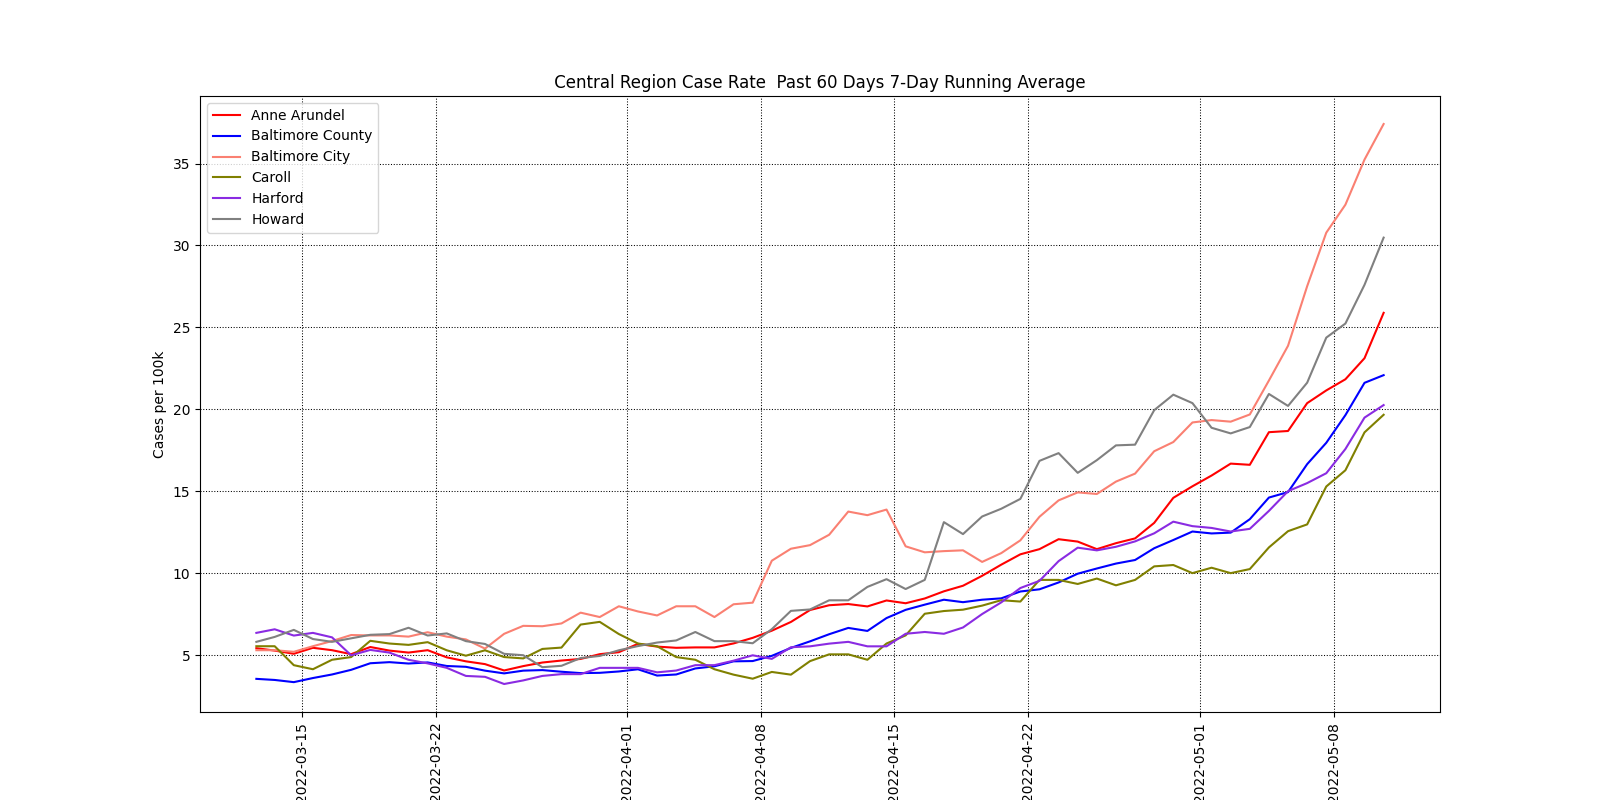 Central Region Case Rate  Past 60 Days 7-Day Running Average
Anne Arundel
Baltimore County
Baltimore City
Caroll
Harford
Howard
Cases per 100k
35
30
25
20
15
10
5
2022-03-15
2022-03-22
2022-04-01
2022-04-08
2022-04-15
2022-04-22
2022-05-01
2022-05-08